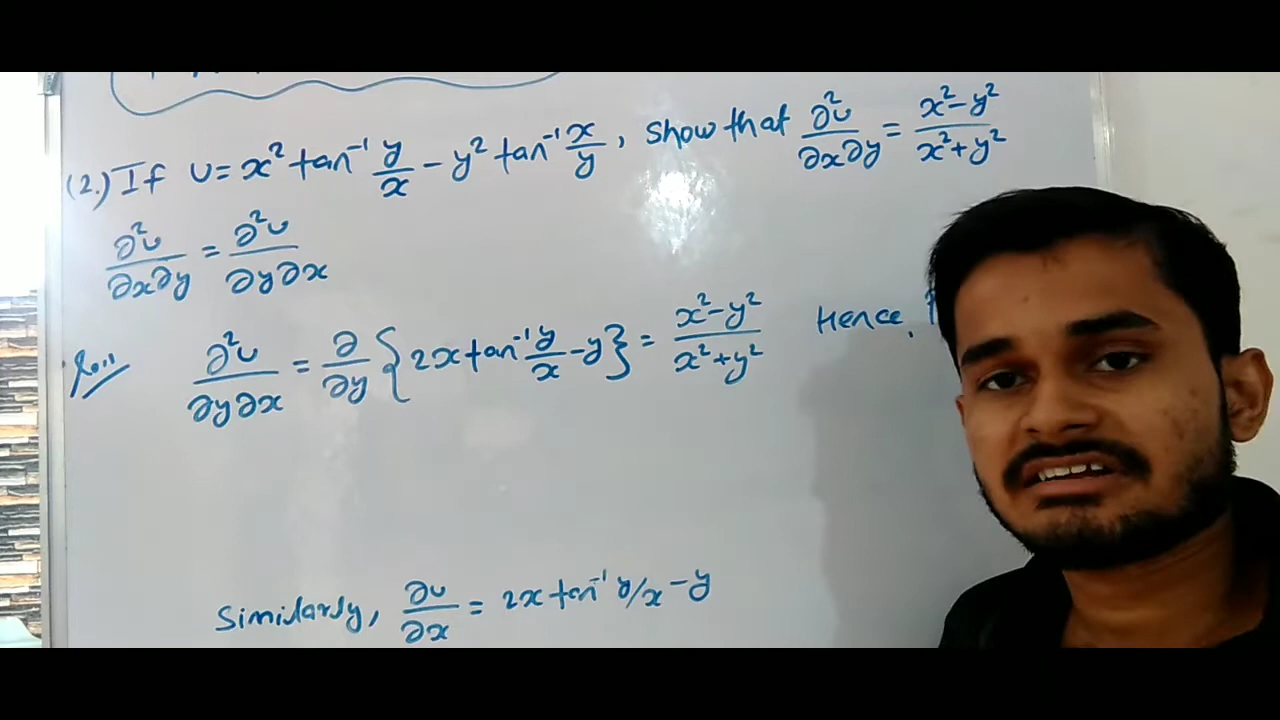 (2.) If u = x² tan⁻¹ y/x − y² tan⁻¹ x/y, show that ∂²u/∂x∂y = x²−y²/x²+y²
∂²u/∂x∂y = ∂²u/∂y∂x
Soln ∂²u/∂y∂x = ∂/∂y {2x tan⁻¹ y/x − y} = x²−y²/x²+y² Hence,
Similarly, ∂u/∂x = 2x tan⁻¹ y/x − y